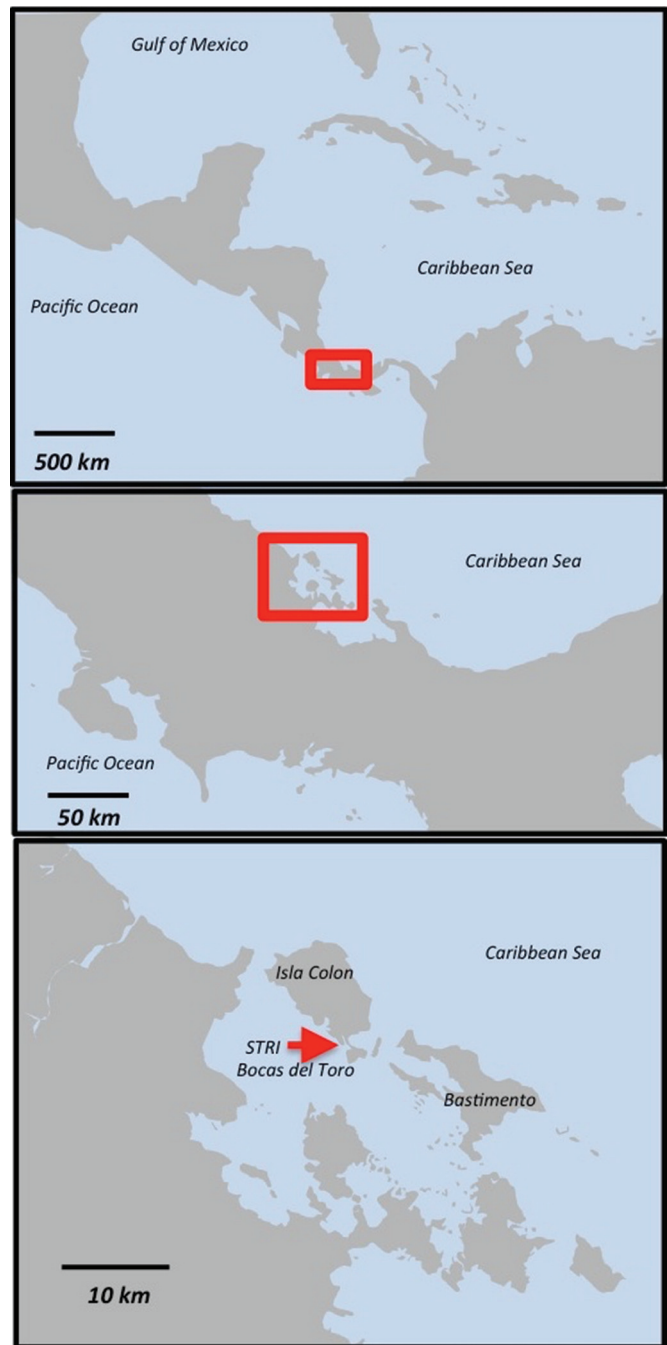 Gulf of Mexico
Caribbean Sea
Pacific Ocean
500 km
Caribbean Sea
Pacific Ocean
50 km
Caribbean Sea
Isla Colon
STRI
Bocas del Toro
Bastimento
10 km